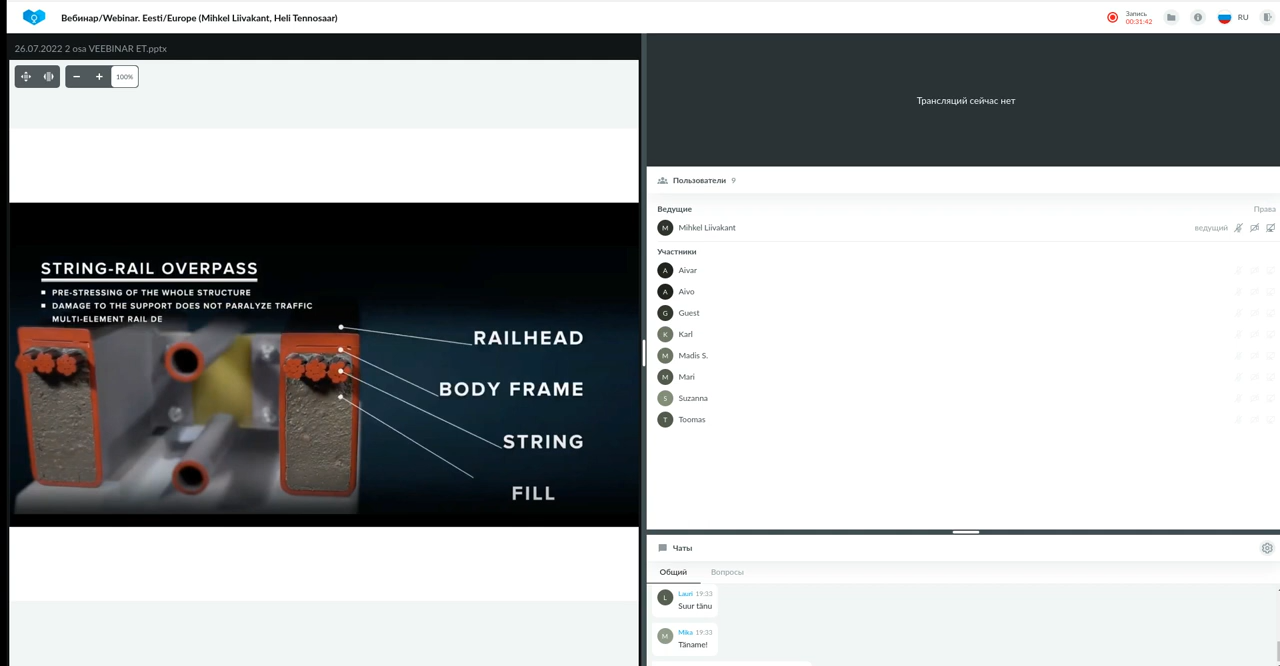 Вебинар/Webinar. Eesti/Europe (Mihkel Liivakant, Heli Tennosaar)
Запись
00:31:42
RU
26.07.2022 2 osa VEEBINAR ET.pptx
100%
STRING-RAIL OVERPASS
PRE-STRESSING OF THE WHOLE STRUCTURE
DAMAGE TO THE SUPPORT DOES NOT PARALYZE TRAFFIC
MULTI-ELEMENT RAIL DE
RAILHEAD
BODY FRAME
STRING
FILL
Трансляций сейчас нет
Пользователи 9
Ведущие Права
M Mihkel Liivakant ведущий
Участники
A Aivar
A Aivo
G Guest
K Karl
M Madis S.
M Mari
S Suzanna
T Toomas
Чаты
Общий Вопросы
L Lauri 19:33
Suur tänu
M Mika 19:33
Täname!